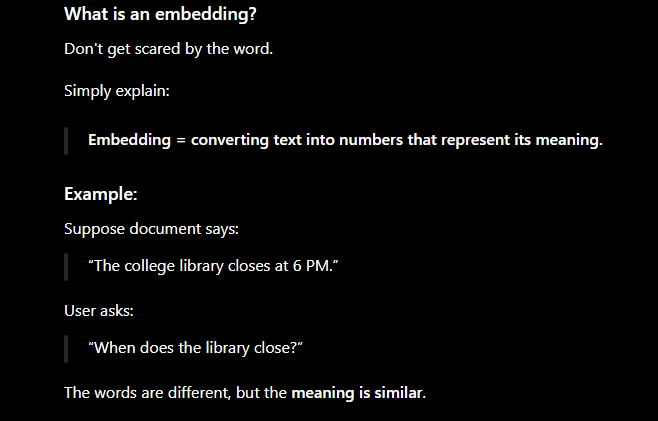 What is an embedding?
Don't get scared by the word.
Simply explain:
Embedding = converting text into numbers that represent its meaning.
Example:
Suppose document says:
“The college library closes at 6 PM.”
User asks:
“When does the library close?”
The words are different, but the meaning is similar.